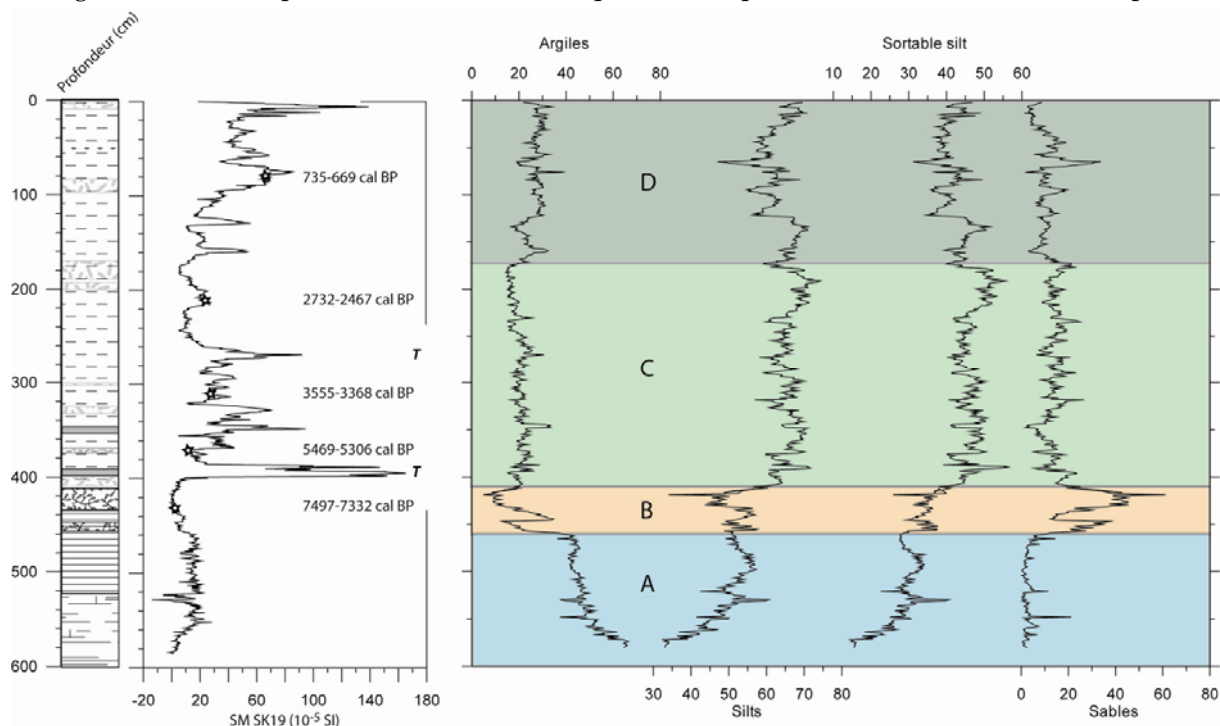 Profondeur (cm)
Argiles
Sortable silt
0 20 40 60 80
10 20 30 40 50 60
0
100
200
300
400
500
600
735-669 cal BP
2732-2467 cal BP
T
3555-3368 cal BP
5469-5306 cal BP
T
7497-7332 cal BP
D
C
B
A
-20 20 60 100 140 180
SM SK19 (10-5 SI)
30 40 50 60 70 80
Silts
0 20 40 60 80
Sables